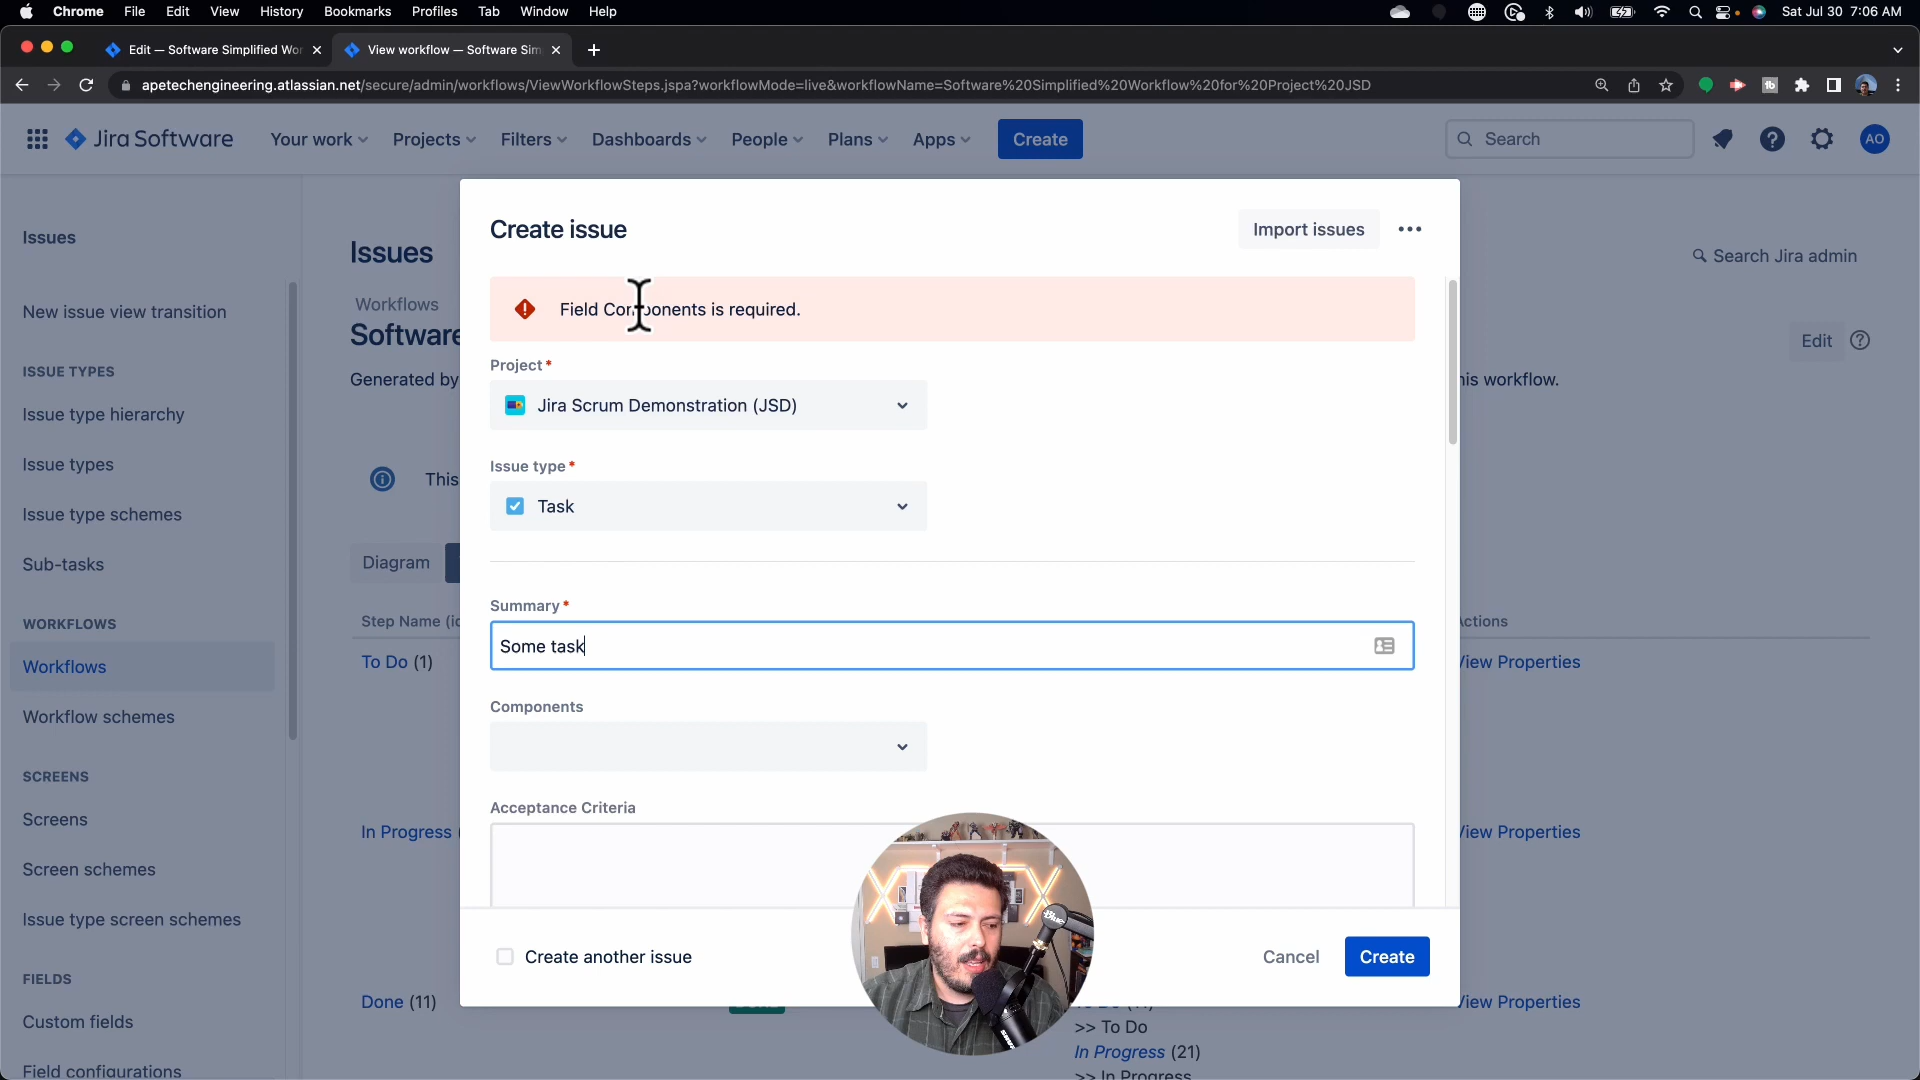 Chrome File Edit View History Bookmarks Profiles Tab Window Help Sat Jul 30 7:06 AM
Edit — Software Simplified Wor View workflow — Software Sim
apetechengineering.atlassian.net/secure/admin/workflows/ViewWorkflowSteps.jspa?workflowMode=live&workflowName=Software%20Simplified%20Workflow%20for%20Project%20JSD
Jira Software Your work Projects Filters Dashboards People Plans Apps Create Search AO
Issues
New issue view transition
ISSUE TYPES
Issue type hierarchy
Issue types
Issue type schemes
Sub-tasks
WORKFLOWS
Workflows
Workflow schemes
SCREENS
Screens
Screen schemes
Issue type screen schemes
FIELDS
Custom fields
Field configurations
Issues
Search Jira admin
Workflows
Software
Edit
Generated by
his workflow.
This
Diagram
Step Name (id
Actions
To Do (1)
View Properties
In Progress
View Properties
Done (11)
View Properties
>> To Do
In Progress (21)
>> In Progress
Create issue
Import issues
Field Components is required.
Project *
Jira Scrum Demonstration (JSD)
Issue type *
Task
Summary *
Some task
Components
Acceptance Criteria
Create another issue
Cancel Create